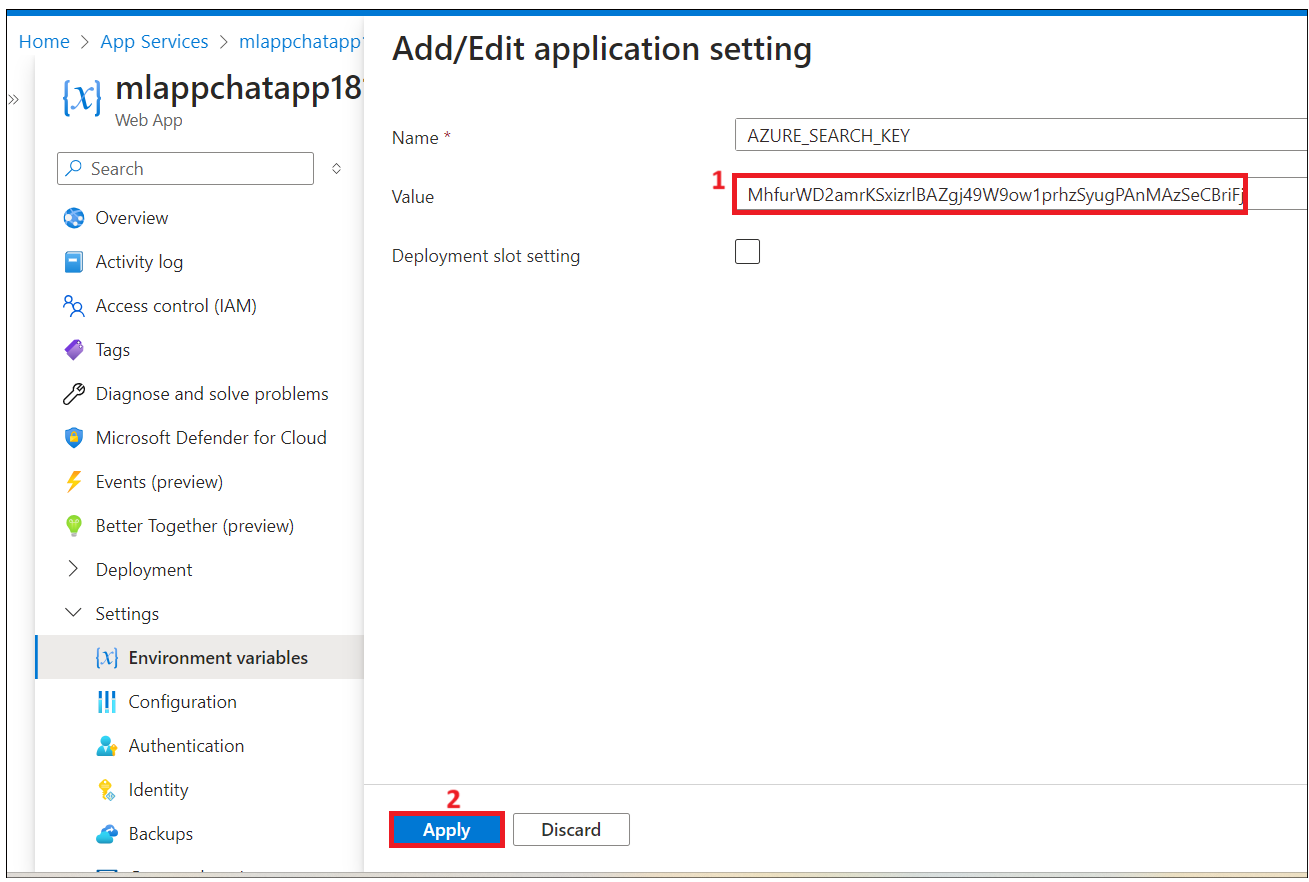 Home > App Services > mlappchatapp1
Add/Edit application setting
mlappchatapp181
Web App
Search
Overview
Activity log
Access control (IAM)
Tags
Diagnose and solve problems
Microsoft Defender for Cloud
Events (preview)
Better Together (preview)
Deployment
Settings
Environment variables
Configuration
Authentication
Identity
Backups
Name *
AZURE_SEARCH_KEY
1
Value
MhfurWD2amrKSxizrlBAZgj49W9ow1prhzSyugPAnMAzSeCBriFj
Deployment slot setting
2
Apply
Discard